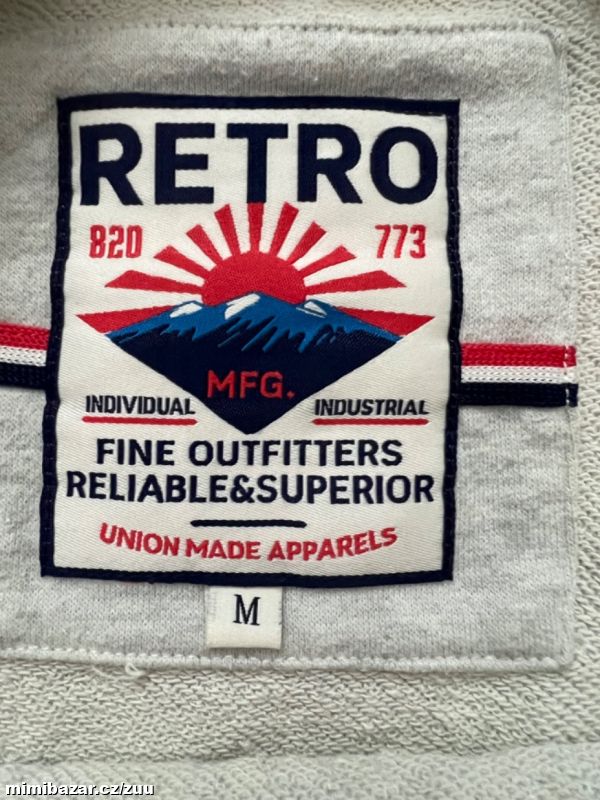 RETRO
820 773
MFG.
INDIVIDUAL INDUSTRIAL
FINE OUTFITTERS
RELIABLE&SUPERIOR
UNION MADE APPARELS
M
mimibazar.cz/zuu